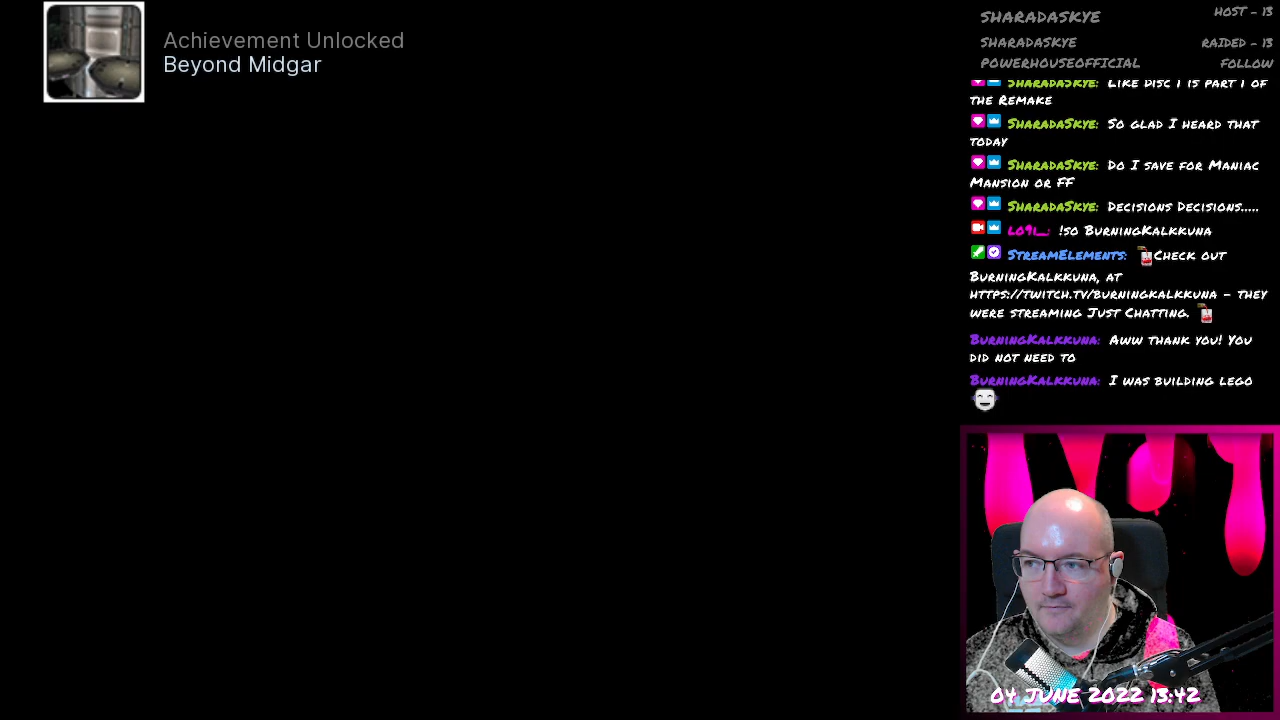 Achievement Unlocked
Beyond Midgar
SHARADASKYE HOST - 13
SHARADASKYE RAIDED - 13
POWERHOUSEOFFICIAL FOLLOW
SHARADASKYE: LIKE DISC 1 IS PART 1 OF
THE REMAKE
SHARADASKYE: SO GLAD I HEARD THAT
TODAY
SHARADASKYE: DO I SAVE FOR MANIAC
MANSION OR FF
SHARADASKYE: DECISIONS DECISIONS.....
LO9I_: !SO BURNINGKALKKUNA
STREAMELEMENTS: CHECK OUT
BURNINGKALKKUNA, AT
HTTPS://TWITCH.TV/BURNINGKALKKUNA - THEY
WERE STREAMING JUST CHATTING.
BURNINGKALKKUNA: AWW THANK YOU! YOU
DID NOT NEED TO
BURNINGKALKKUNA: I WAS BUILDING LEGO
04 JUNE 2022 13:42